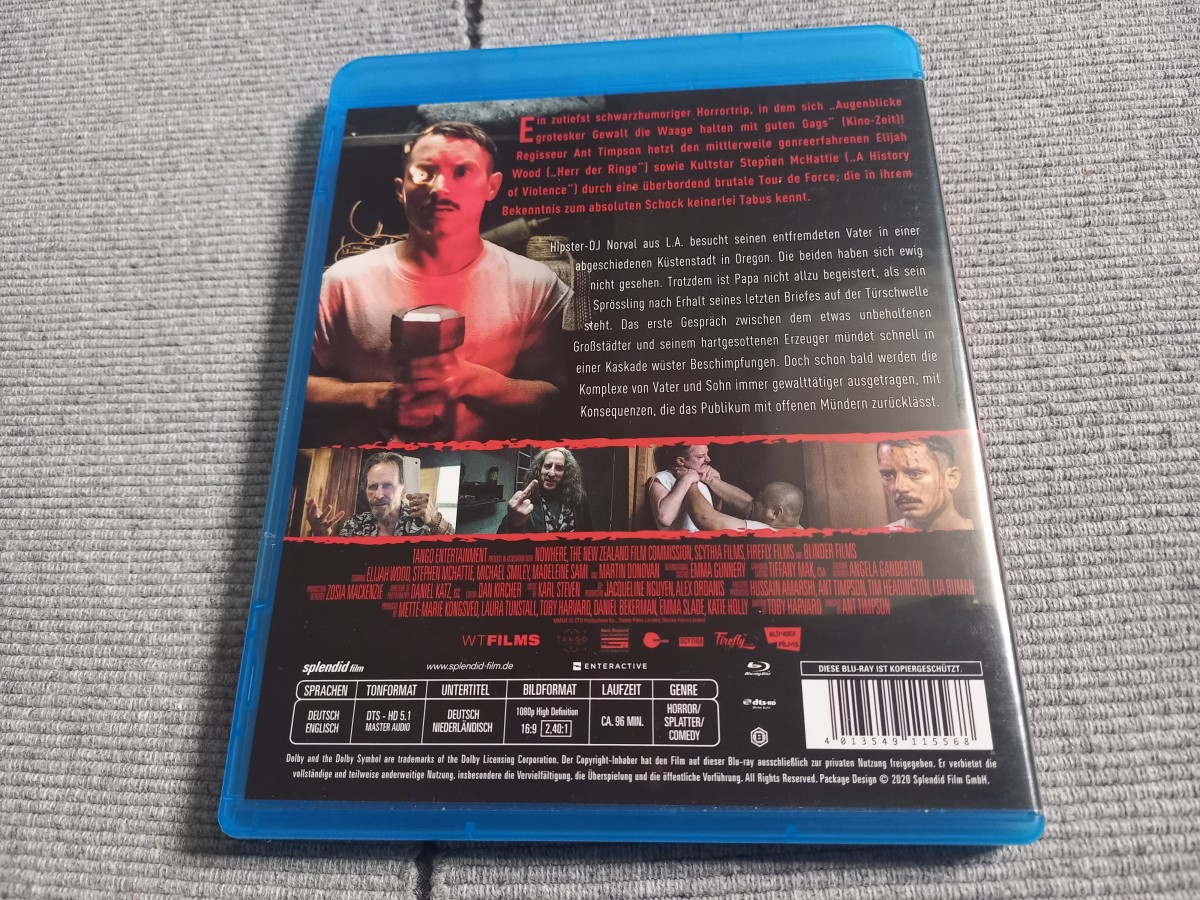 Ein zutiefst schwarzhumoriger Horrortrip, in dem sich „Augenblicke
grotesker Gewalt die Waage halten mit guten Gags“ (Kino-Zeit)!
Regisseur Ant Timpson hetzt den mittlerweile genreerfahrenen Elijah
Wood („Herr der Ringe“) sowie Kultstar Stephen McHattie („A History
of Violence“) durch eine überbordend brutale Tour de Force, die in ihrem
Bekenntnis zum absoluten Schock keinerlei Tabus kennt.
Hipster-DJ Norval aus L.A. besucht seinen entfremdeten Vater in einer
abgeschiedenen Küstenstadt in Oregon. Die beiden haben sich ewig
nicht gesehen. Trotzdem ist Papa nicht allzu begeistert, als sein
Sprössling nach Erhalt seines letzten Briefes auf der Türschwelle
steht. Das erste Gespräch zwischen dem etwas unbeholfenen
Großstädter und seinem hartgesottenen Erzeuger mündet schnell in
einer Kaskade wüster Beschimpfungen. Doch schon bald werden die
Komplexe von Vater und Sohn immer gewalttätiger ausgetragen, mit
Konsequenzen, die das Publikum mit offenen Mündern zurücklässt.
TANGO ENTERTAINMENT NOWHERE, THE NEW ZEALAND FILM COMMISSION, SCYTHIA FILMS, FIREFLY FILMS BLINDER FILMS
ELIJAH WOOD, STEPHEN MCHATTIE, MICHAEL SMILEY, MADELEINE SAMI AND MARTIN DONOVAN EMMA GUNNERY TIFFANY MAK, CSA ANGELA GANDERTON
ZOSIA MACKENZIE DANIEL KATZ, DAN KIRCHER KARL STEVEN JACQUELINE NGUYEN, ALEX ORDANIS HUSSAIN AMARSHI, ANT TIMPSON, TIM HEADINGTON, LIA BUMAN
METTE-MARIE KONGSVED, LAURA TUNSTALL, TOBY HARVARD, DANIEL BEKERMAN, EMMA SLADE, KATIE HOLLY TOBY HARVARD ANT TIMPSON
WTFILMS TANGO SCYTHIA Firefly BLINDER FILMS
splendid film www.splendid-film.de ENTERACTIVE Blu-ray Disc DIESE BLU-RAY IST KOPIERGESCHÜTZT.
SPRACHEN TONFORMAT UNTERTITEL BILDFORMAT LAUFZEIT GENRE
DEUTSCH ENGLISCH DTS - HD 5.1 MASTER AUDIO DEUTSCH NIEDERLÄNDISCH 1080p High Definition 16:9 2,40:1 CA. 96 MIN. HORROR/ SPLATTER/ COMEDY
dts-HD
B
4 013549 115568
Dolby and the Dolby Symbol are trademarks of the Dolby Licensing Corporation. Der Copyright-Inhaber hat den Film auf dieser Blu-ray ausschließlich zur privaten Nutzung freigegeben. Er verbietet die
vollständige und teilweise anderweitige Nutzung, insbesondere die Vervielfältigung, die Überspielung und die öffentliche Vorführung. All Rights Reserved. Package Design © 2020 Splendid Film GmbH.